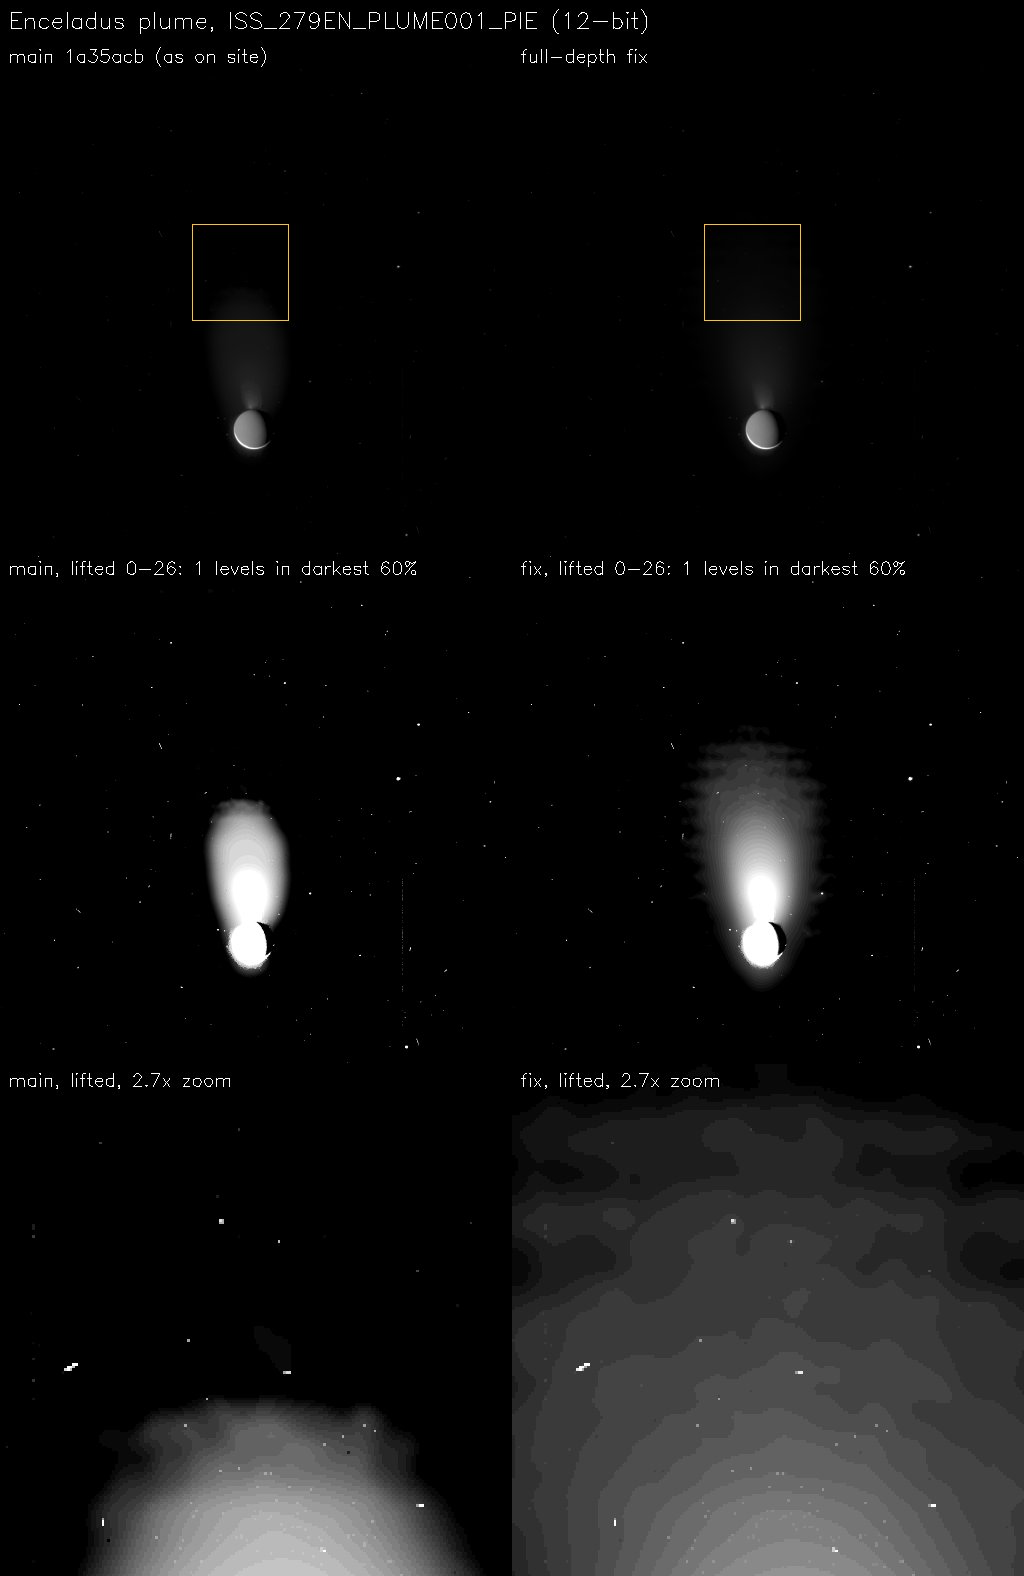 Enceladus plume, ISS_279EN_PLUME001_PIE (12-bit)
main 1a35acb (as on site)
full-depth fix
main, lifted 0-26: 1 levels in darkest 60%
fix, lifted 0-26: 1 levels in darkest 60%
main, lifted, 2.7x zoom
fix, lifted, 2.7x zoom